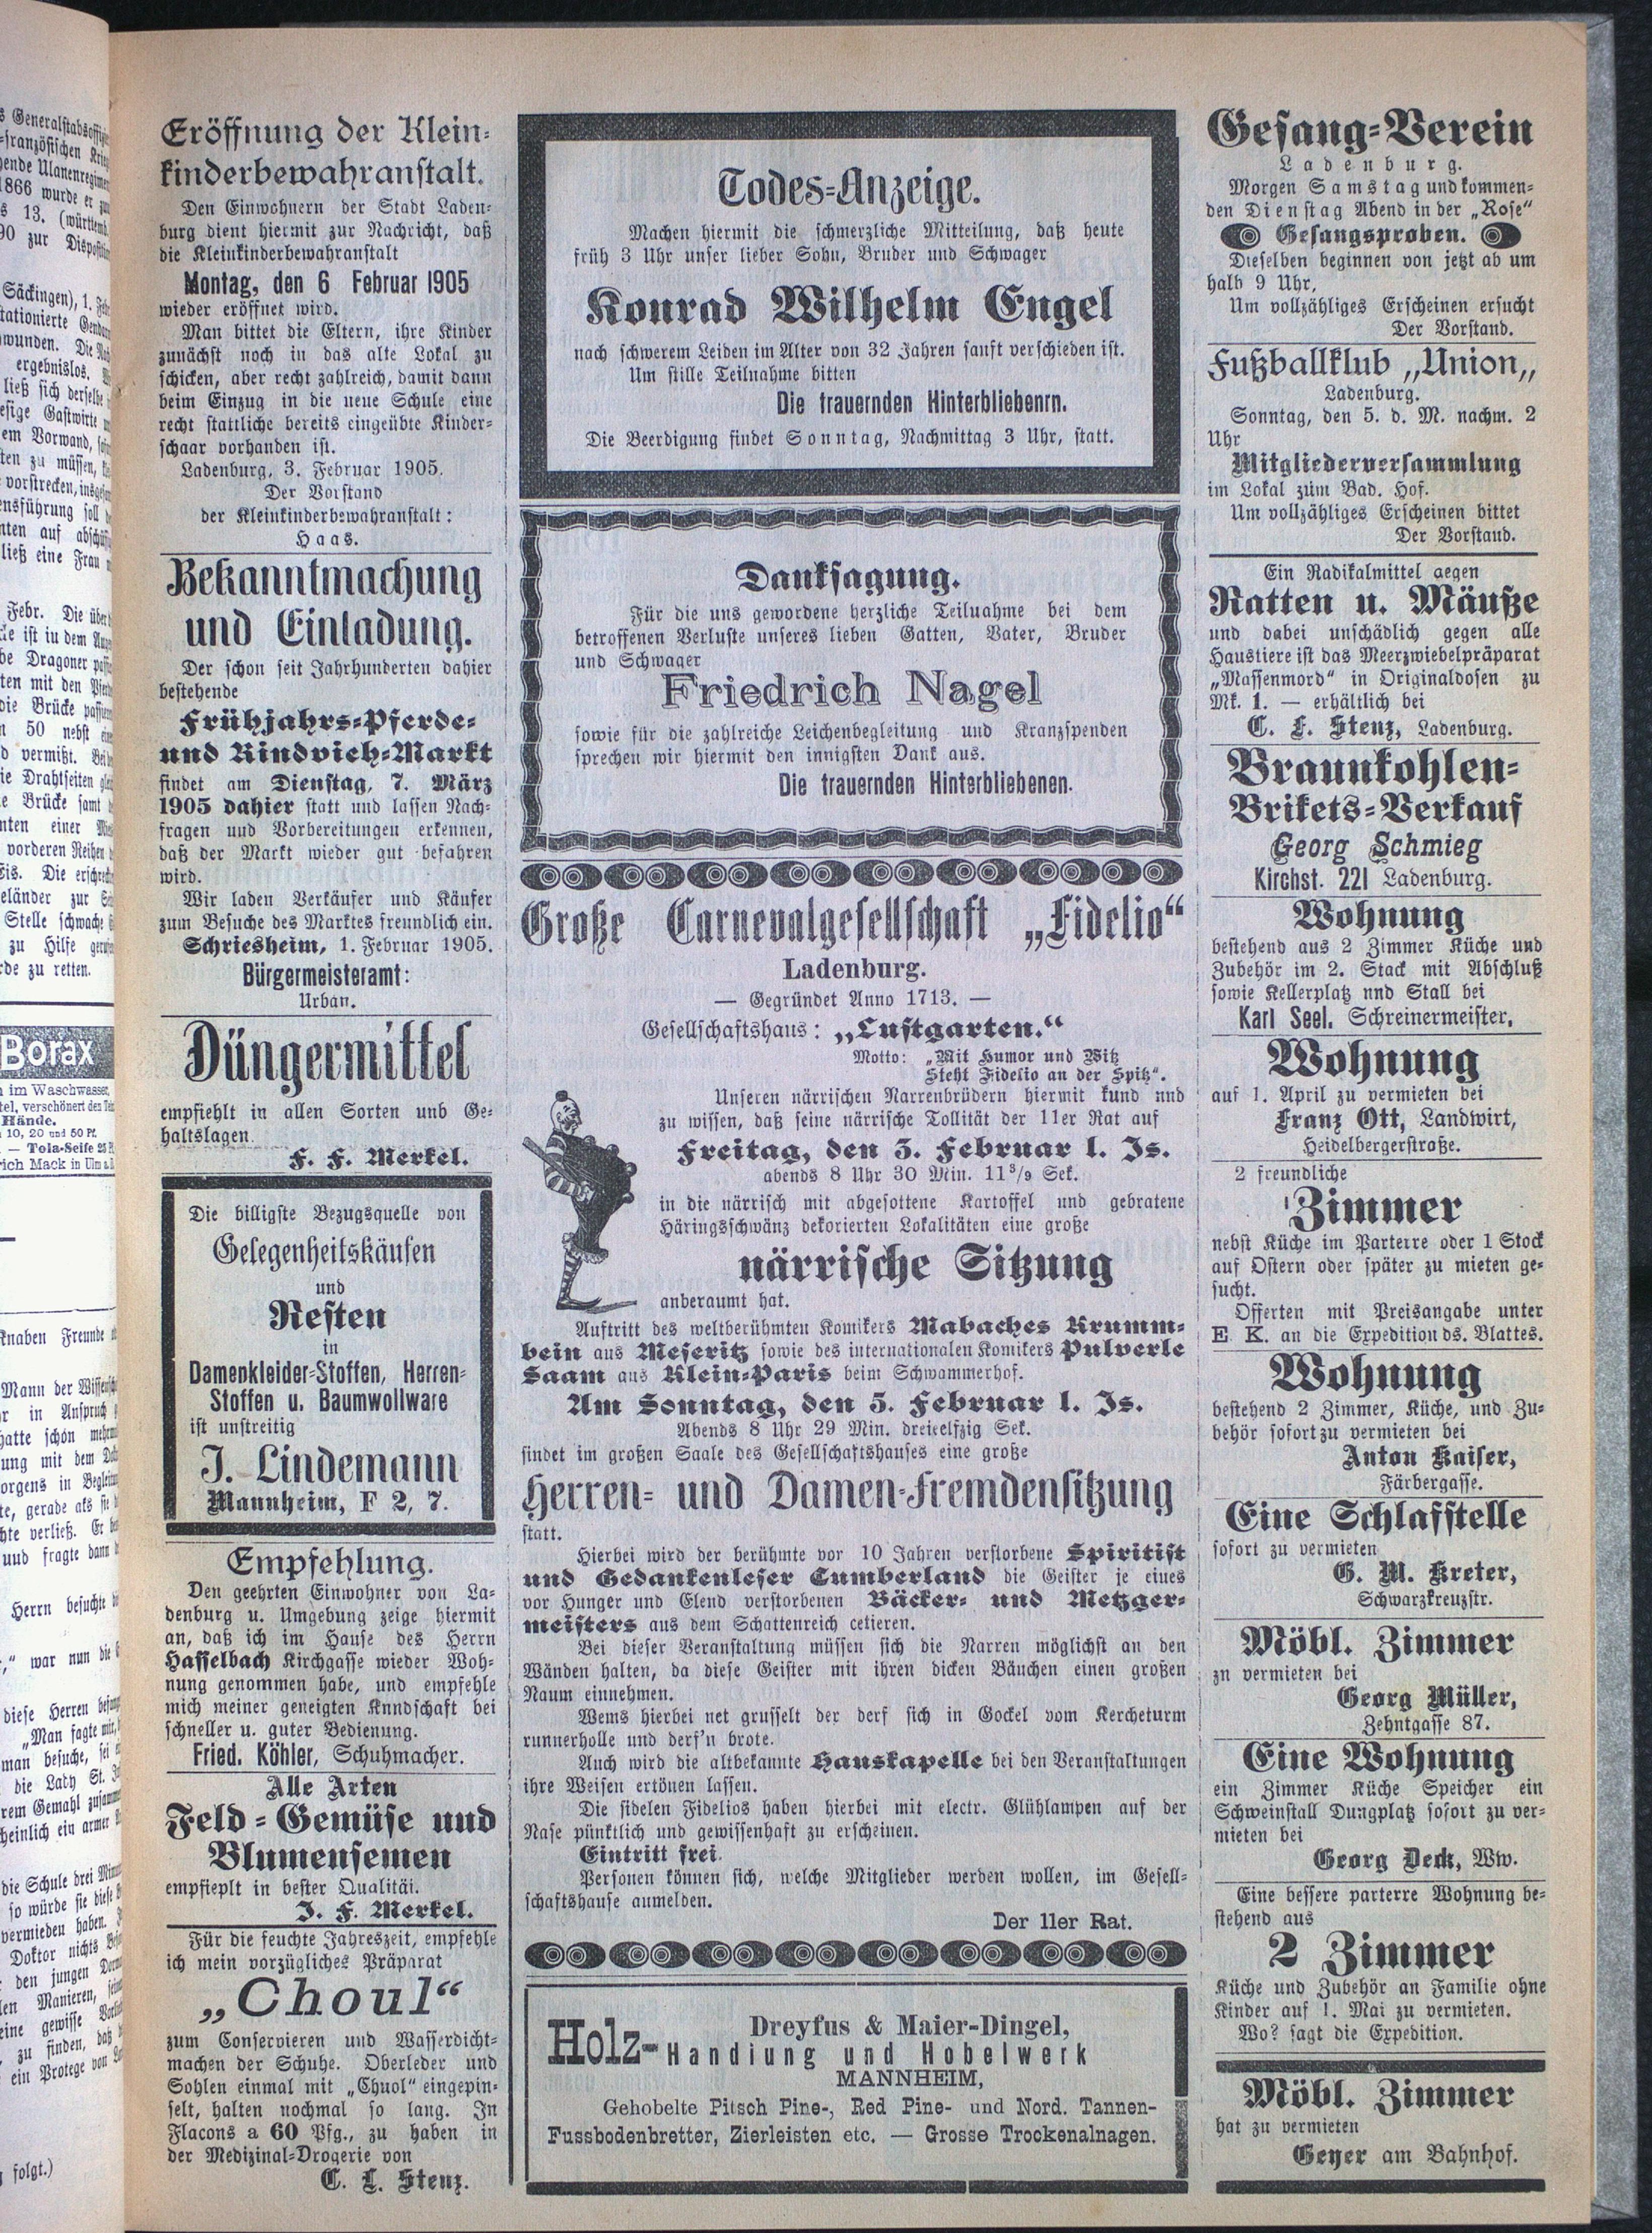 Eröffnung der Klein-
kinderbewahranstalt.
Den Einwohnern der Stadt Laden-
burg dient hiermit zur Nachricht, daß
die Kleinkinderbewahranstalt
Montag, den 6 Februar 1905
wieder eröffnet wird.
Man bittet die Eltern, ihre Kinder
zunächst noch in das alte Lokal zu
schicken, aber recht zahlreich, damit dann
beim Einzug in die neue Schule eine
recht stattliche bereits eingeübte Kinder-
schaar vorhanden ist.
Ladenburg, 3. Februar 1905.
Der Vorstand
der Kleinkinderbewahranstalt:
Haas.
Bekanntmachung
und Einladung.
Der schon seit Jahrhunderten dahier
bestehende
Frühjahrs-Pferde-
und Rindvieh-Markt
findet am Dienstag, 7. März
1905 dahier statt und lassen Nach-
fragen und Vorbereitungen erkennen,
daß der Markt wieder gut befahren
wird.
Wir laden Verkäufer und Käufer
zum Besuche des Marktes freundlich ein.
Schriesheim, 1. Februar 1905.
Bürgermeisteramt:
Urban.
Düngermittel
empfiehlt in allen Sorten unb Ge-
haltslagen
F. F. Merkel.
Die billigste Bezugsquelle von
Gelegenheitskäufen
und
Resten
in
Damenkleider-Stoffen, Herren-
Stoffen u. Baumwollware
ist unstreitig
J. Lindemann
Mannheim, F 2, 7.
Empfehlung.
Den geehrten Einwohner von La-
denburg u. Umgebung zeige hiermit
an, daß ich im Hause des Herrn
Hasselbach Kirchgasse wieder Woh-
nung genommen habe, und empfehle
mich meiner geneigten Knndschaft bei
schneller u. guter Bedienung.
Fried. Köhler, Schuhmacher.
Alle Arten
Feld-Gemüse und
Blumensemen
empfieplt in bester Qualitäi.
J. F. Merkel.
Für die feuchte Jahreszeit, empfehle
ich mein vorzügliches Präparat
„Choul“
zum Conservieren und Wasserdicht-
machen der Schuhe. Oberleder und
Sohlen einmal mit „Chuol“ eingepin-
selt, halten nochmal so lang. In
Flacons a 60 Pfg., zu haben in
der Medizinal-Drogerie von
C. L. Stenz.
Todes-Anzeige.
Machen hiermit die schmerzliche Mitteilung, daß heute
früh 3 Uhr unser lieber Sohn, Bruder und Schwager
Konrad Wilhelm Engel
nach schwerem Leiden im Alter von 32 Jahren sanft verschieden ist.
Um stille Teilnahme bitten
Die trauernden Hinterbliebenrn.
Die Beerdigung findet Sonntag, Nachmittag 3 Uhr, statt.
Danksagung.
Für die uns gewordene herzliche Teilnahme bei dem
betroffenen Verluste unseres lieben Gatten, Vater, Bruder
und Schwager
Friedrich Nagel
sowie für die zahlreiche Leichenbegleitung und Kranzspenden
sprechen wir hiermit den innigsten Dank aus.
Die trauernden Hinterbliebenen.
Große Carnevalgesellschaft „Fidelio“
Ladenburg.
— Gegründet Anno 1713. —
Gesellschaftshaus: „Lustgarten.“
Motto: „Mit Humor und Witz
Steht Fidelio an der Spitz“.
Unseren närrischen Narrenbrüdern hiermit kund nnd
zu wissen, daß seine närrische Tollität der 11er Rat auf
Freitag, den 3. Februar l. Js.
abends 8 Uhr 30 Min. 11³/₉ Sek.
in die närrisch mit abgesottene Kartoffel und gebratene
Häringsschwänz dekorierten Lokalitäten eine große
närrische Sitzung
anberaumt hat.
Auftritt des weltberühmten Komikers Mabaches Krumm-
bein aus Meseritz sowie des internationalen Komikers Pulverle
Saam aus Klein-Paris beim Schwammerhof.
Am Sonntag, den 5. Februar l. Js.
Abends 8 Uhr 29 Min. dreielfzig Sek.
findet im großen Saale des Gesellschaftshauses eine große
Herren- und Damen-Fremdensitzung
statt.
Hierbei wird der berühmte vor 10 Jahren verstorbene Spiritist
und Gedankenleser Cumberland die Geister je eines
vor Hunger und Elend verstorbenen Bäcker- und Metzger-
meisters aus dem Schattenreich cetieren.
Bei dieser Veranstaltung müssen sich die Narren möglichst an den
Wänden halten, da diese Geister mit ihren dicken Bäuchen einen großen
Raum einnehmen.
Wems hierbei net grusselt der derf sich in Gockel vom Kercheturm
runnerholle und derf'n brote.
Auch wird die altbekannte Hauskapelle bei den Veranstaltungen
ihre Weisen ertönen lassen.
Die fidelen Fidelios haben hierbei mit electr. Glühlampen auf der
Nase pünktlich und gewissenhaft zu erscheinen.
Eintritt frei.
Personen können sich, welche Mitglieder werden wollen, im Gesell-
schaftshause anmelden.
Der 11er Rat.
Dreyfus & Maier-Dingel,
Holz-Handiung und Hobelwerk
MANNHEIM,
Gehobelte Pitsch Pine-, Red Pine- und Nord. Tannen-
Fussbodenbretter, Zierleisten etc. — Grosse Trockenalnagen.
Gesang-Verein
Ladenburg.
Morgen Samstag und kommen-
den Dienstag Abend in der „Rose“
Gesangsproben.
Dieselben beginnen von jetzt ab um
halb 9 Uhr,
Um vollzähliges Erscheinen ersucht
Der Vorstand.
Fußballklub „Union„
Ladenburg.
Sonntag, den 5. d. M. nachm. 2
Uhr
Mitgliederversammlung
im Lokal zum Bad. Hof.
Um vollzähliges Erscheinen bittet
Der Vorstand.
Ein Radikalmittel gegen
Ratten u. Mäuße
und dabei unschädlich gegen alle
Haustiere ist das Meerzwiebelpräparat
„Massenmord“ in Originaldosen zu
Mk. 1. — erhältlich bei
C. L. Stenz, Ladenburg.
Braunkohlen-
Brikets-Verkauf
Georg Schmieg
Kirchst. 221 Ladenburg.
Wohnung
bestehend aus 2 Zimmer Küche und
Zubehör im 2. Stack mit Abschluß
sowie Kellerplatz nnd Stall bei
Karl Seel. Schreinermeister,
Wohnung
auf 1. April zu vermieten bei
Franz Ott, Landwirt,
Heidelbergerstroße.
2 freundliche
Zimmer
nebst Küche im Parterre oder 1 Stock
auf Ostern oder später zu mieten ge-
sucht.
Offerten mit Preisangabe unter
E. K. an die Expedition ds. Blattes.
Wohnung
bestehend 2 Zimmer, Küche, und Zu-
behör sofort zu vermieten bei
Anton Kaiser,
Färbergasse.
Eine Schlafstelle
sofort zu vermieten
G. M. Kreter,
Schwarzkreuzstr.
Möbl. Zimmer
zu vermieten bei
Georg Müller,
Zehntgasse 87.
Eine Wohnung
ein Zimmer Küche Speicher ein
Schweinstall Dungplatz sofort zu ver-
mieten bei
Georg Deck, Ww.
Eine bessere parterre Wohnung be-
stehend aus
2 Zimmer
Küche und Zubehör an Familie ohne
Kinder auf 1. Mai zu vermieten.
Wo? sagt die Expedition.
Möbl. Zimmer
hat zu vermieten
Geyer am Bahnhof.